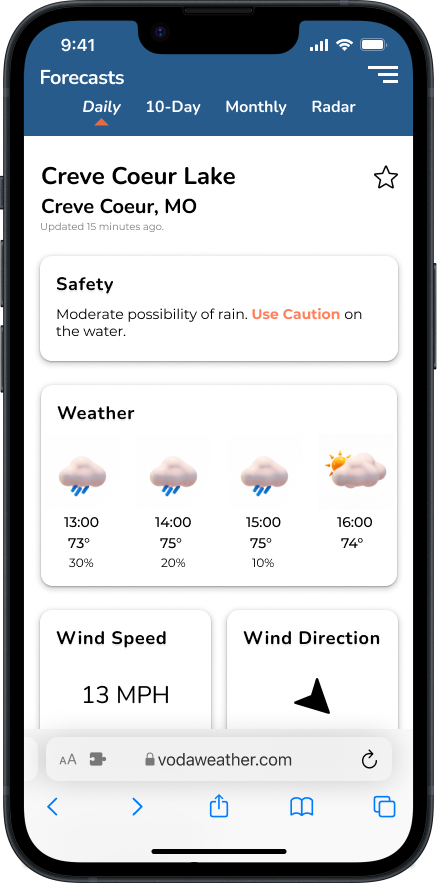 9:41
Forecasts
Daily 10-Day Monthly Radar
Creve Coeur Lake
Creve Coeur, MO
Updated 15 minutes ago.
Safety
Moderate possibility of rain. Use Caution on
the water.
Weather
13:00 14:00 15:00 16:00
73° 75° 75° 74°
30% 20% 10%
Wind Speed Wind Direction
13 MPH
AA vodaweather.com